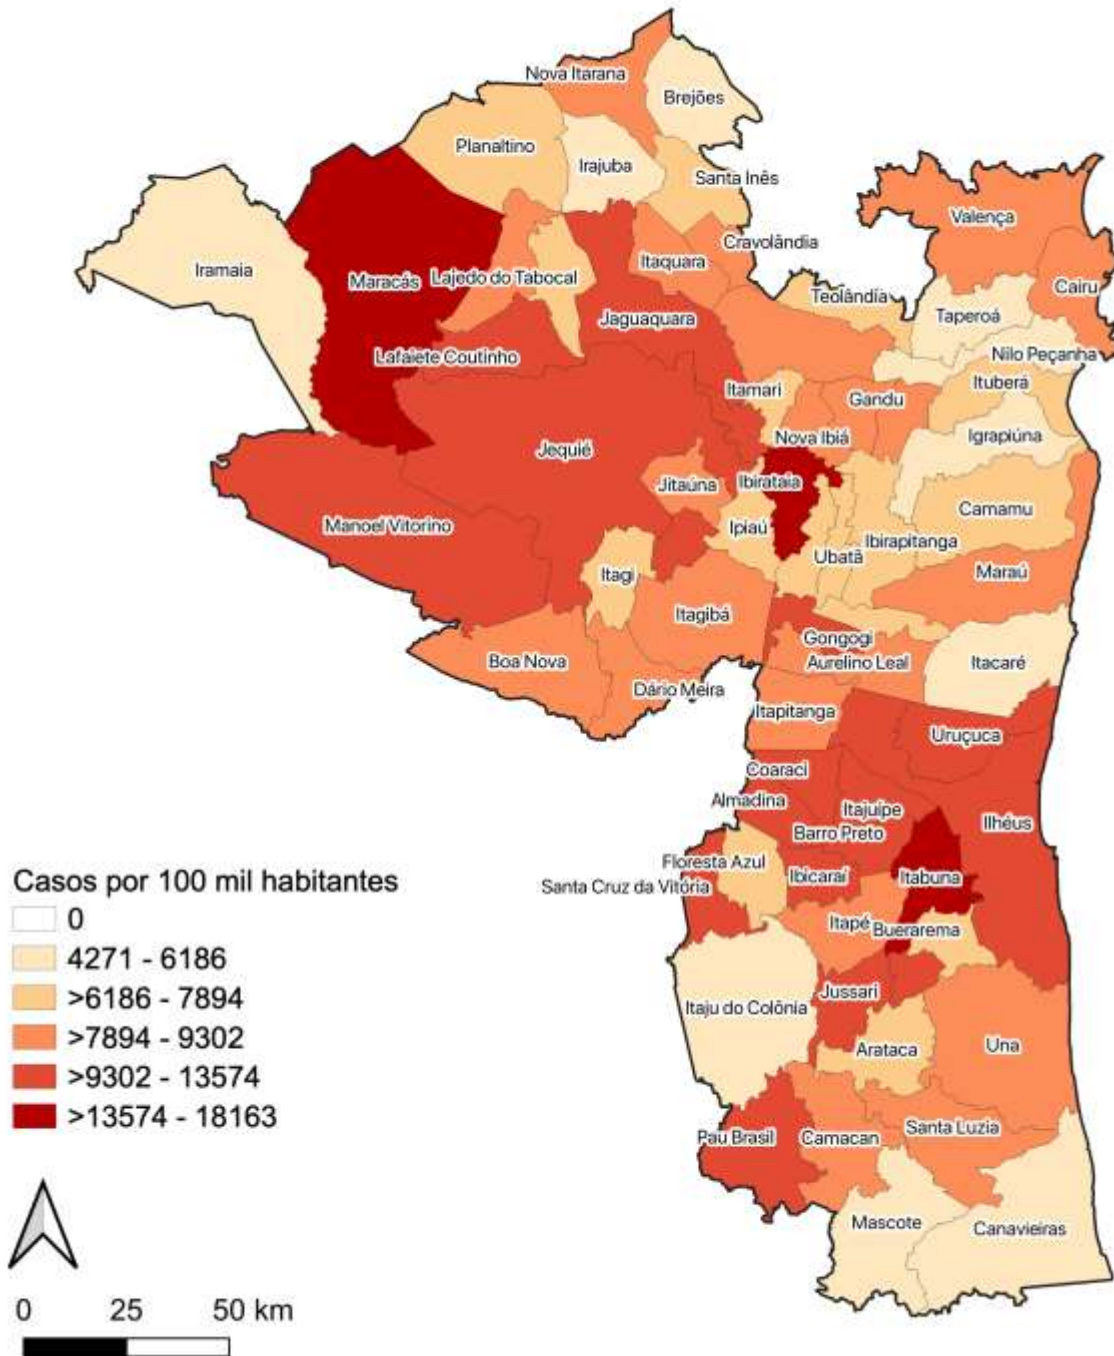 Nova Itarana
Brejões
Planaltino
Irajuba
Santa Inês
Valença
Cravolândia
Itaquara
Iramaia
Maracás
Lajedo do Tabocal
Cairu
Teolândia
Taperoá
Jaguaquara
Lafaiete Coutinho
Nilo Peçanha
Ituberá
Itamari
Gandu
Nova Ibiá
Igrapiúna
Jequié
Jitaúna
Ibirataia
Camamu
Manoel Vitorino
Ipiaú
Ibirapitanga
Ubatã
Itagi
Maraú
Itagibá
Gongogi
Aurelino Leal
Itacaré
Boa Nova
Dário Meira
Itapitanga
Uruçuca
Coaraci
Almadina
Itajuípe
Ilhéus
Barro Preto
Floresta Azul
Ibicaraí
Itabuna
Santa Cruz da Vitória
Itapé
Buerarema
Jussari
Itaju do Colônia
Arataca
Una
Pau Brasil
Camacan
Santa Luzia
Mascote
Canavieiras
Casos por 100 mil habitantes
0
4271 - 6186
>6186 - 7894
>7894 - 9302
>9302 - 13574
>13574 - 18163
0 25 50 km